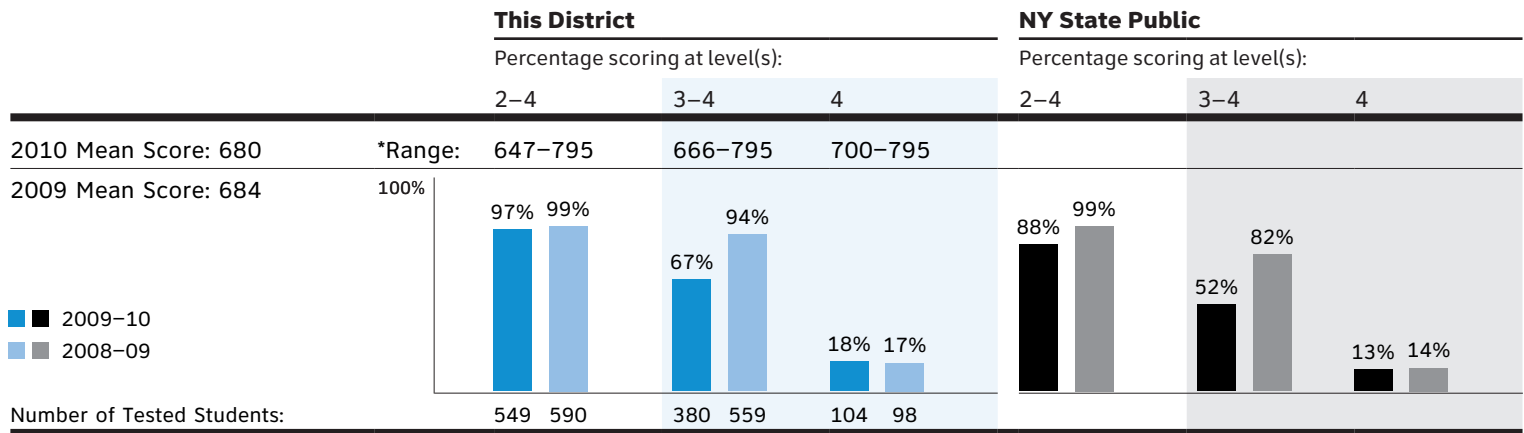 This District NY State Public
Percentage scoring at level(s): Percentage scoring at level(s):
2–4 3–4 4 2–4 3–4 4
2010 Mean Score: 680 *Range: 647–795 666–795 700–795
2009 Mean Score: 684 100%
97% 99% 67% 94% 18% 17% 88% 99% 52% 82% 13% 14%
2009–10
2008–09
Number of Tested Students: 549 590 380 559 104 98